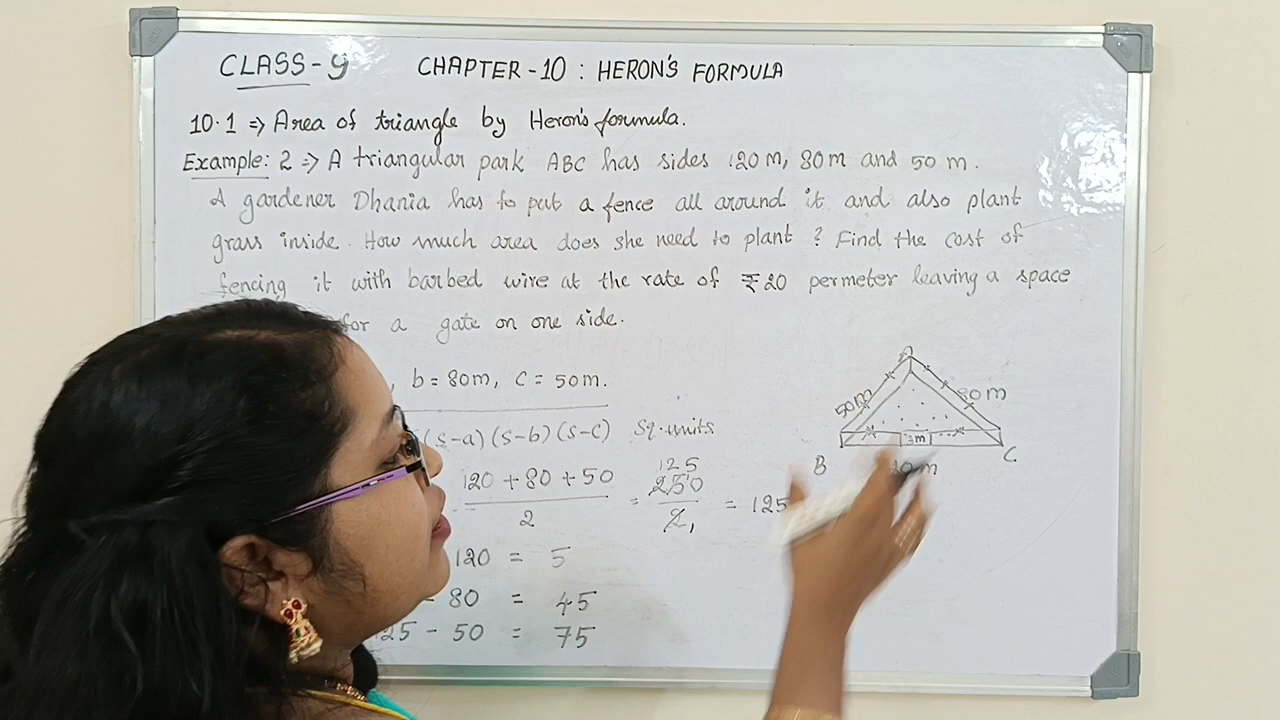 CLASS-9 CHAPTER-10 : HERON'S FORMULA
10.1 => Area of triangle by Heron's formula.
Example: 2 => A triangular park ABC has sides 120m, 80m and 50 m.
A gardener Dhania has to put a fence all around it and also plant
grass inside. How much area does she need to plant ? Find the cost of
fencing it with barbed wire at the rate of ₹20 permeter leaving a space
for a gate on one side.
, b = 80m, c = 50m.
(s-a) (s-b) (s-c) Sq.units
120 + 80 + 50 / 2 = 250 / 2 = 125
125
1
120 = 5
- 80 = 45
125 - 50 = 75
50m 80m
3m
B C